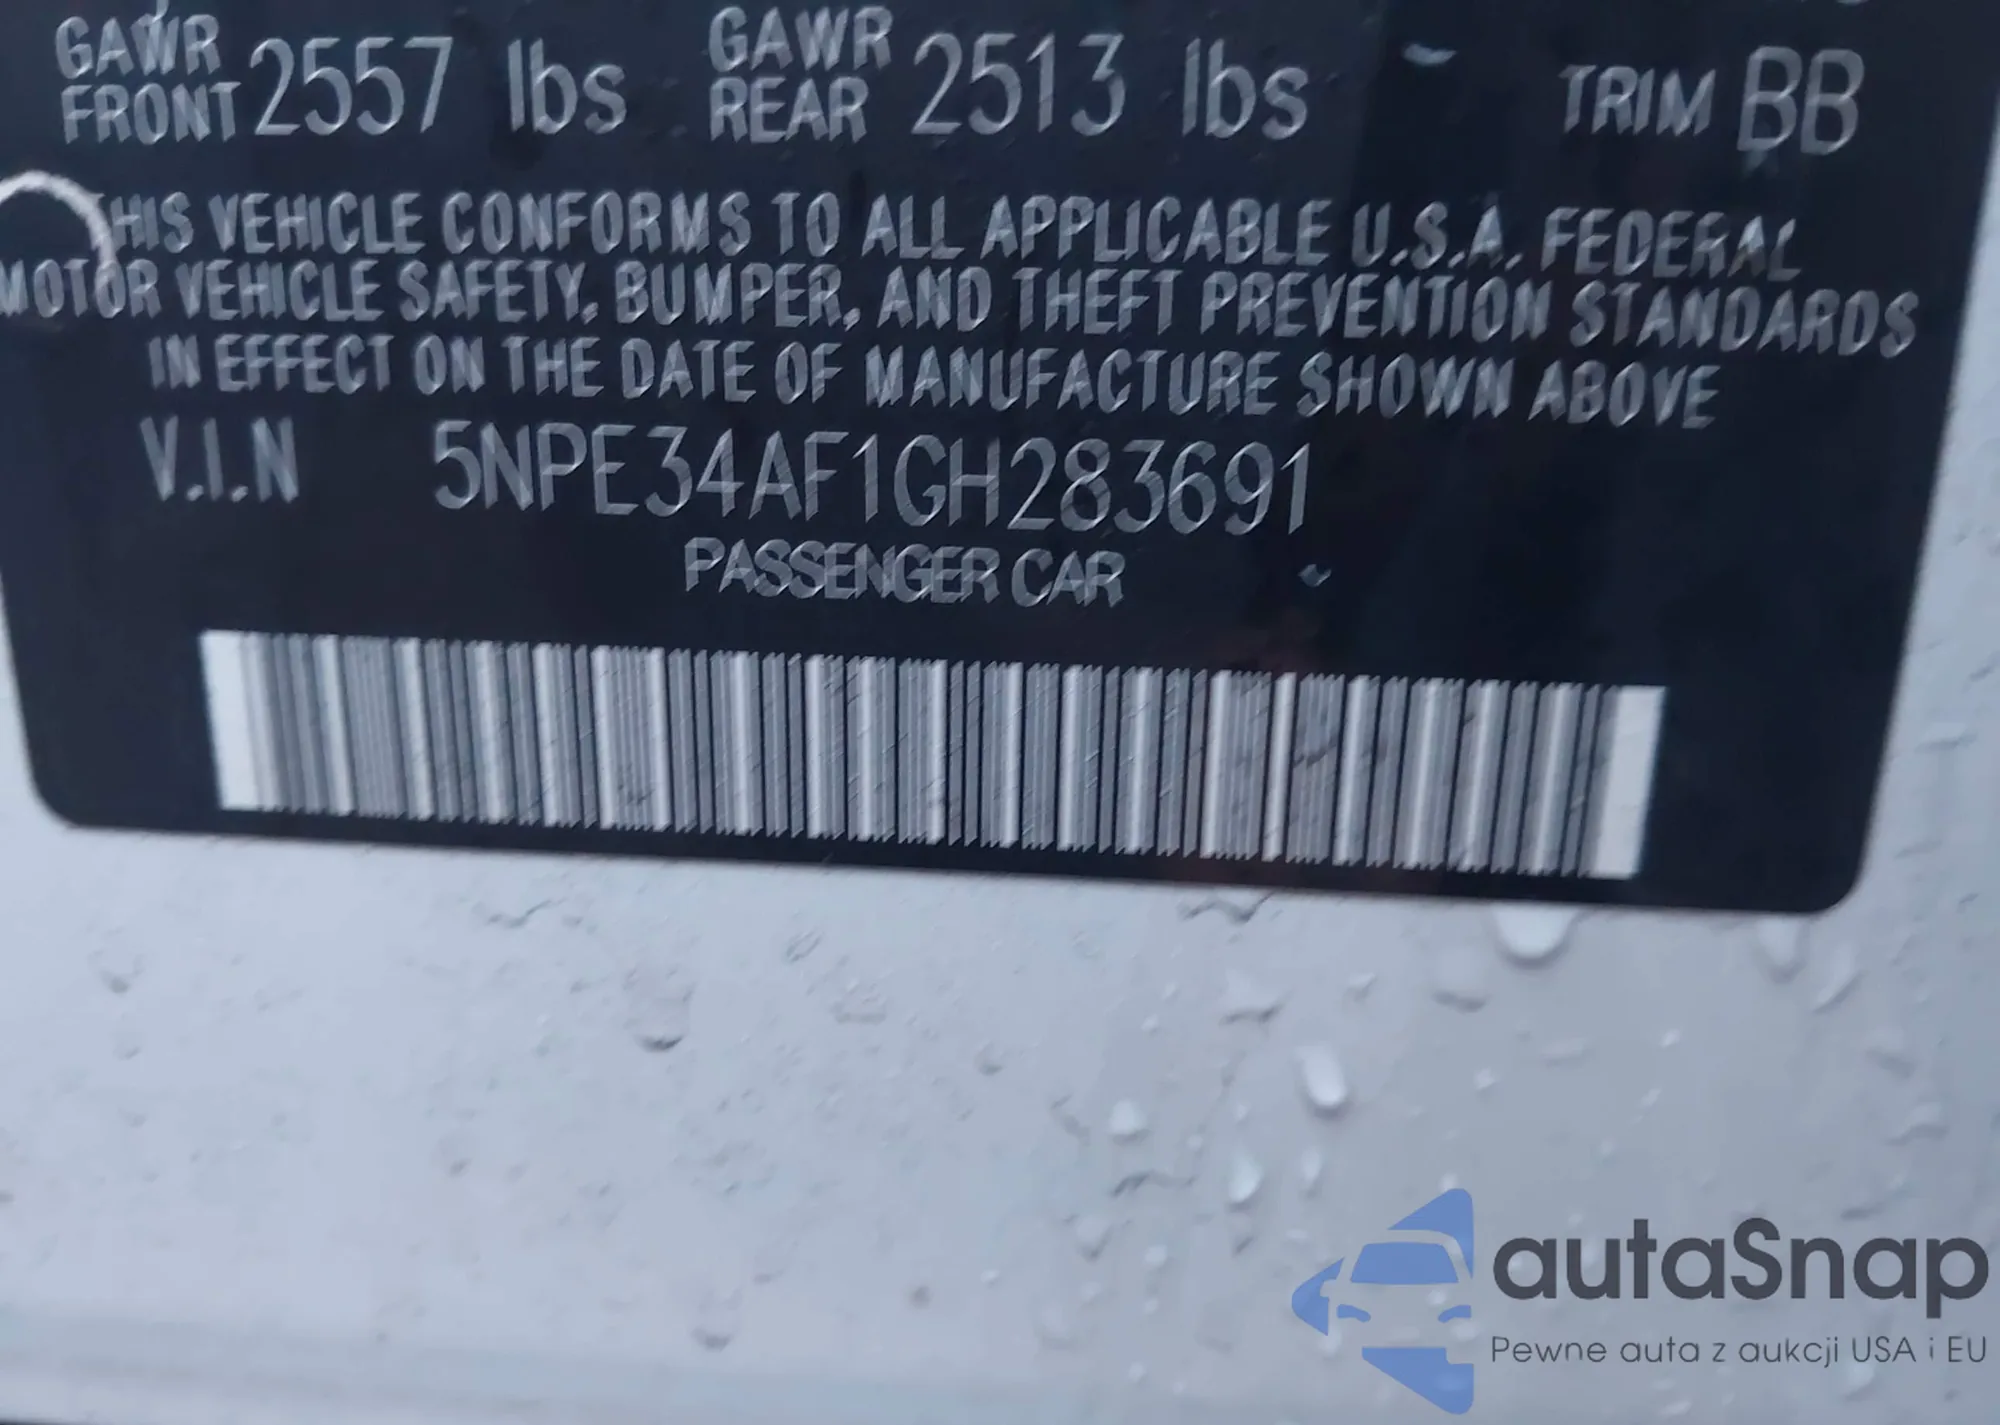 GAWR FRONT 2557 lbs GAWR REAR 2513 lbs TRIM BB
THIS VEHICLE CONFORMS TO ALL APPLICABLE U.S.A. FEDERAL
MOTOR VEHICLE SAFETY, BUMPER, AND THEFT PREVENTION STANDARDS
IN EFFECT ON THE DATE OF MANUFACTURE SHOWN ABOVE
V.I.N 5NPE34AF1GH283691
PASSENGER CAR
autaSnap
Pewne auta z aukcji USA i EU